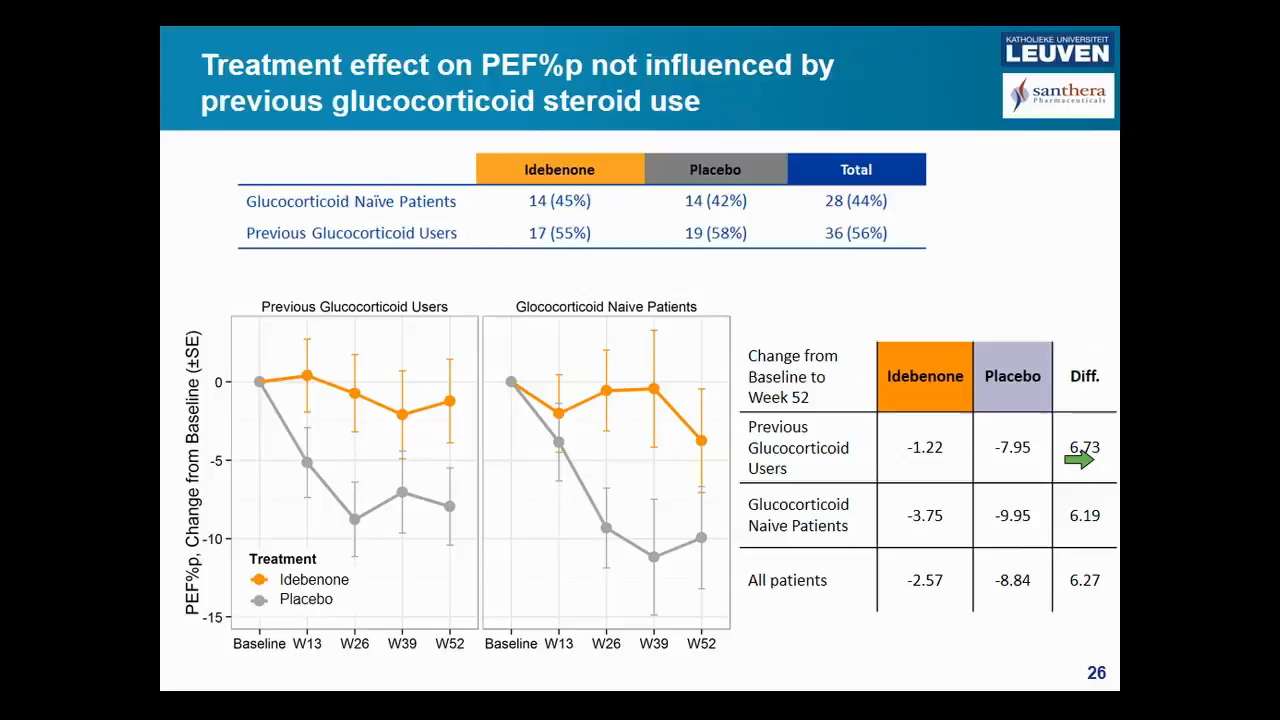 Treatment effect on PEF%p not influenced by
previous glucocorticoid steroid use
KATHOLIEKE UNIVERSITEIT
LEUVEN
santhera
Pharmaceuticals
Idebenone Placebo Total
Glucocorticoid Naïve Patients 14 (45%) 14 (42%) 28 (44%)
Previous Glucocorticoid Users 17 (55%) 19 (58%) 36 (56%)
Previous Glucocorticoid Users
Glococorticoid Naive Patients
PEF%p, Change from Baseline (±SE)
0
-5
-10
-15
Treatment
Idebenone
Placebo
Baseline W13 W26 W39 W52
Baseline W13 W26 W39 W52
Change from
Baseline to
Week 52
Idebenone Placebo Diff.
Previous
Glucocorticoid
Users
-1.22 -7.95 6.73
Glucocorticoid
Naive Patients
-3.75 -9.95 6.19
All patients -2.57 -8.84 6.27
26